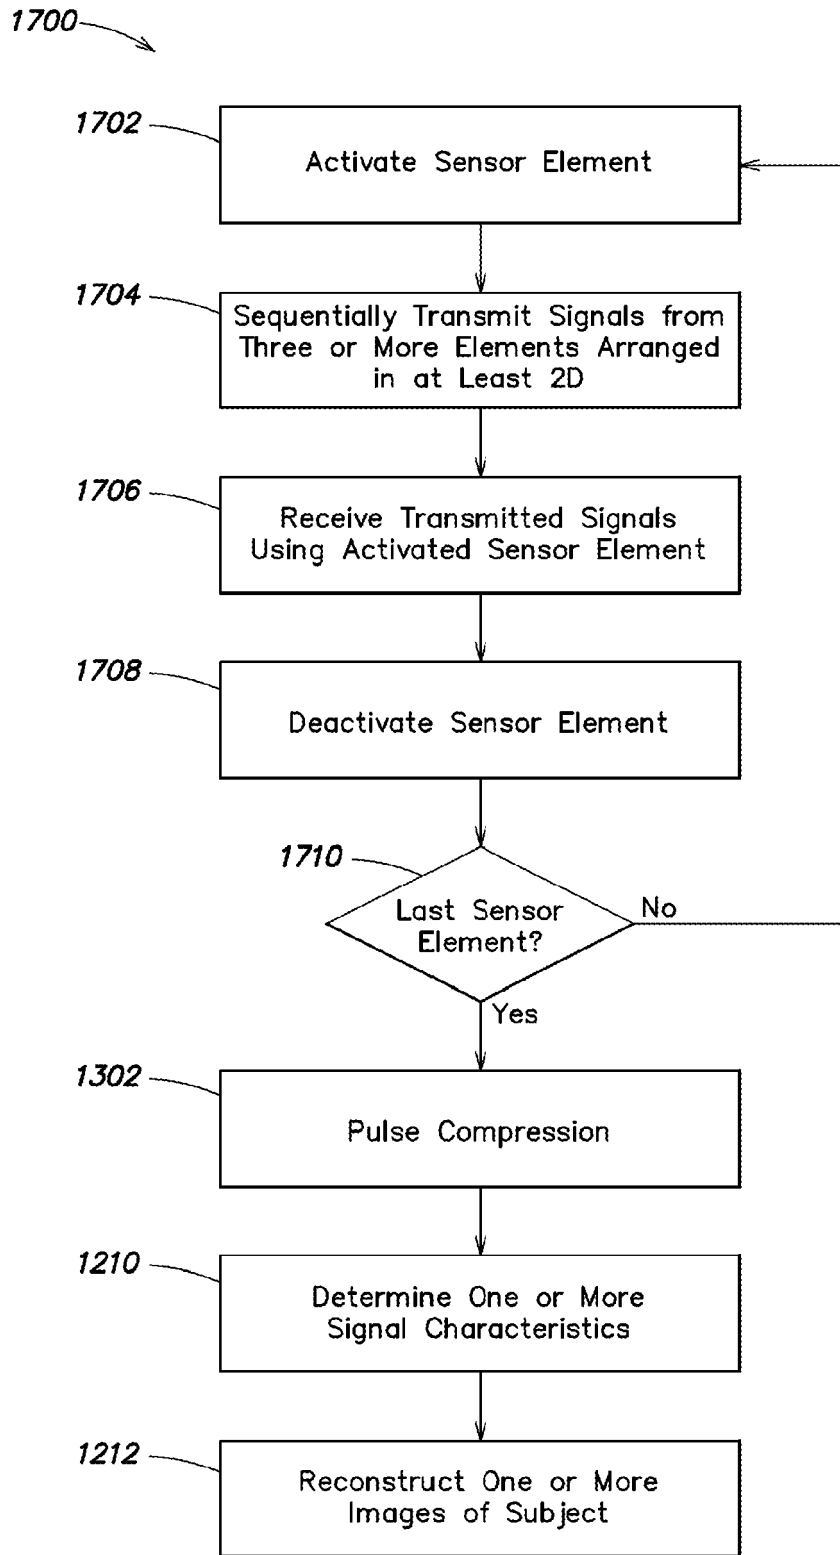 1700
1702
Activate Sensor Element
1704
Sequentially Transmit Signals from
Three or More Elements Arranged
in at Least 2D
1706
Receive Transmitted Signals
Using Activated Sensor Element
1708
Deactivate Sensor Element
1710
Last Sensor
Element?
No
Yes
1302
Pulse Compression
1210
Determine One or More
Signal Characteristics
1212
Reconstruct One or More
Images of Subject